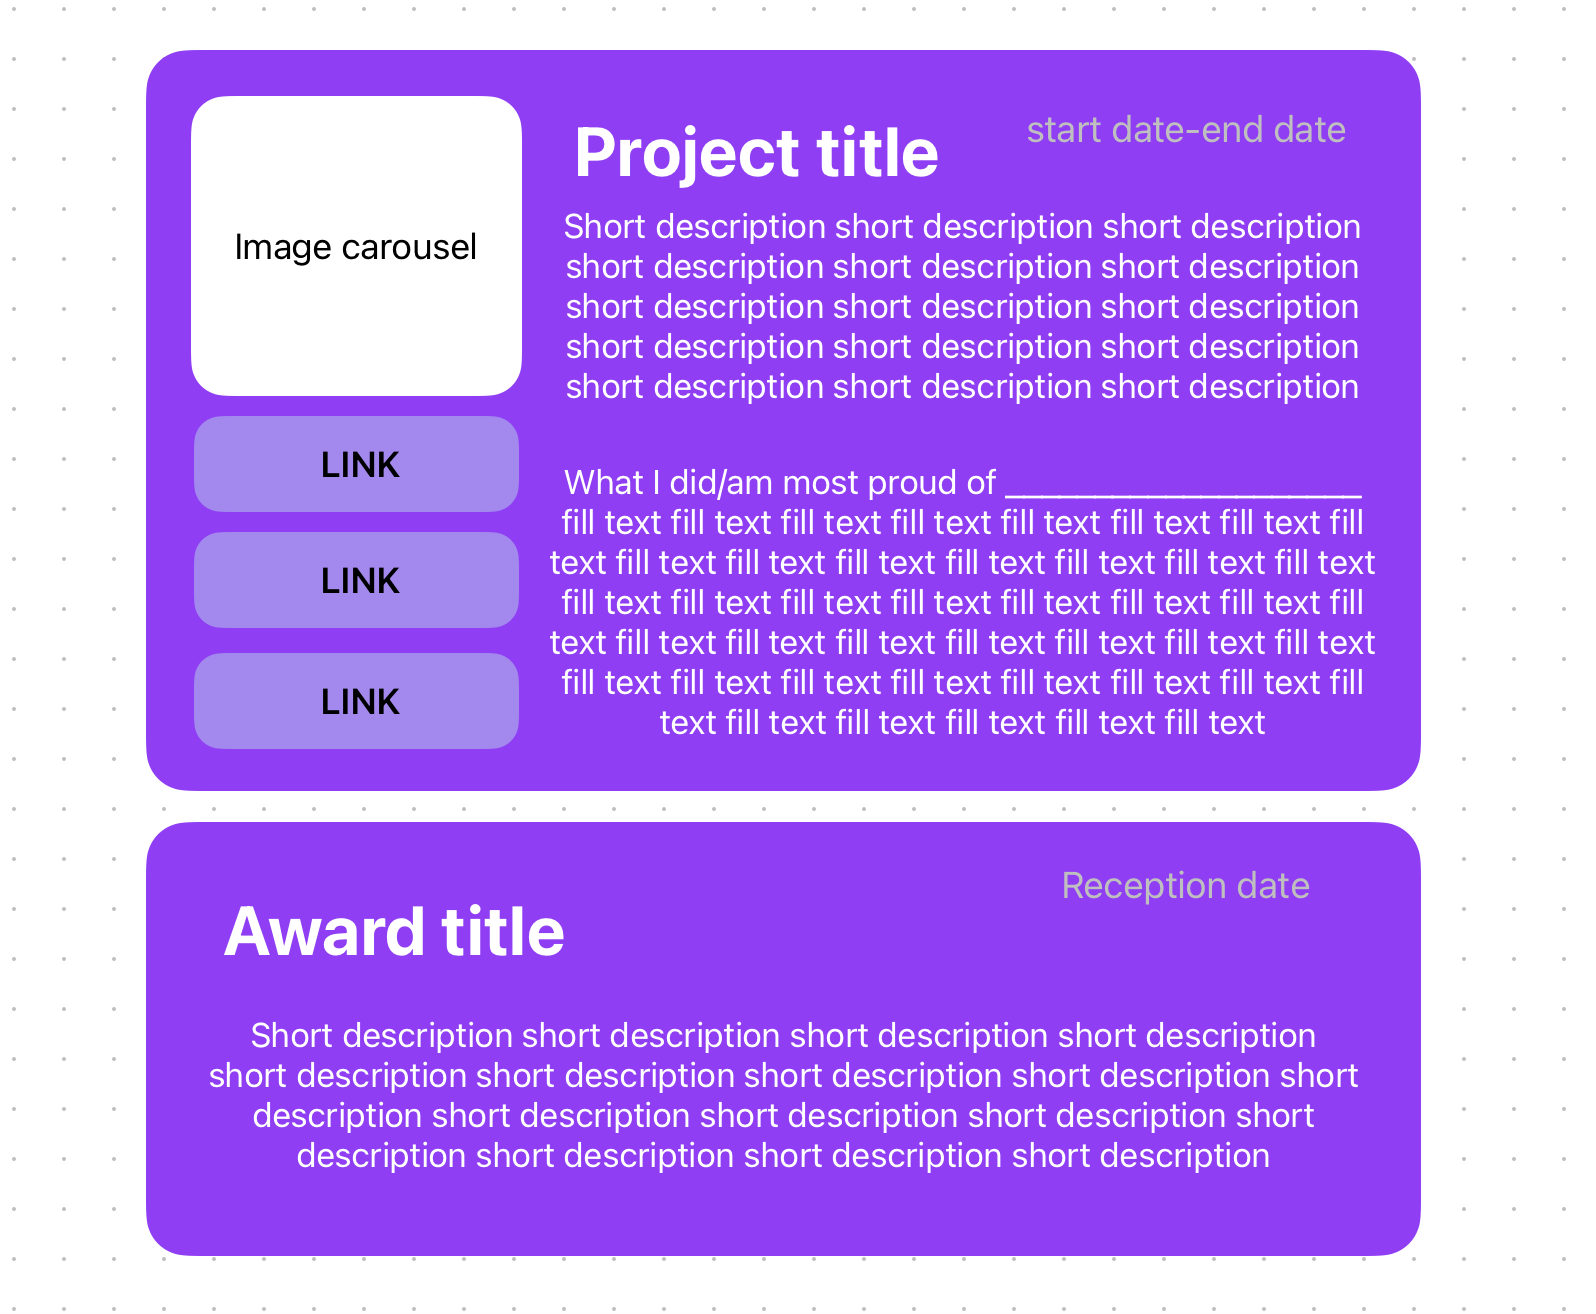 Image carousel
LINK
LINK
LINK
Project title
start date-end date
Short description short description short description
short description short description short description
short description short description short description
short description short description short description
short description short description short description
What I did/am most proud of ____________________
fill text fill text fill text fill text fill text fill text fill text fill
text fill text fill text fill text fill text fill text fill text fill text
fill text fill text fill text fill text fill text fill text fill text fill
text fill text fill text fill text fill text fill text fill text fill text
fill text fill text fill text fill text fill text fill text fill text fill
text fill text fill text fill text fill text fill text
Award title
Reception date
Short description short description short description short description
short description short description short description short description short
description short description short description short description short
description short description short description short description